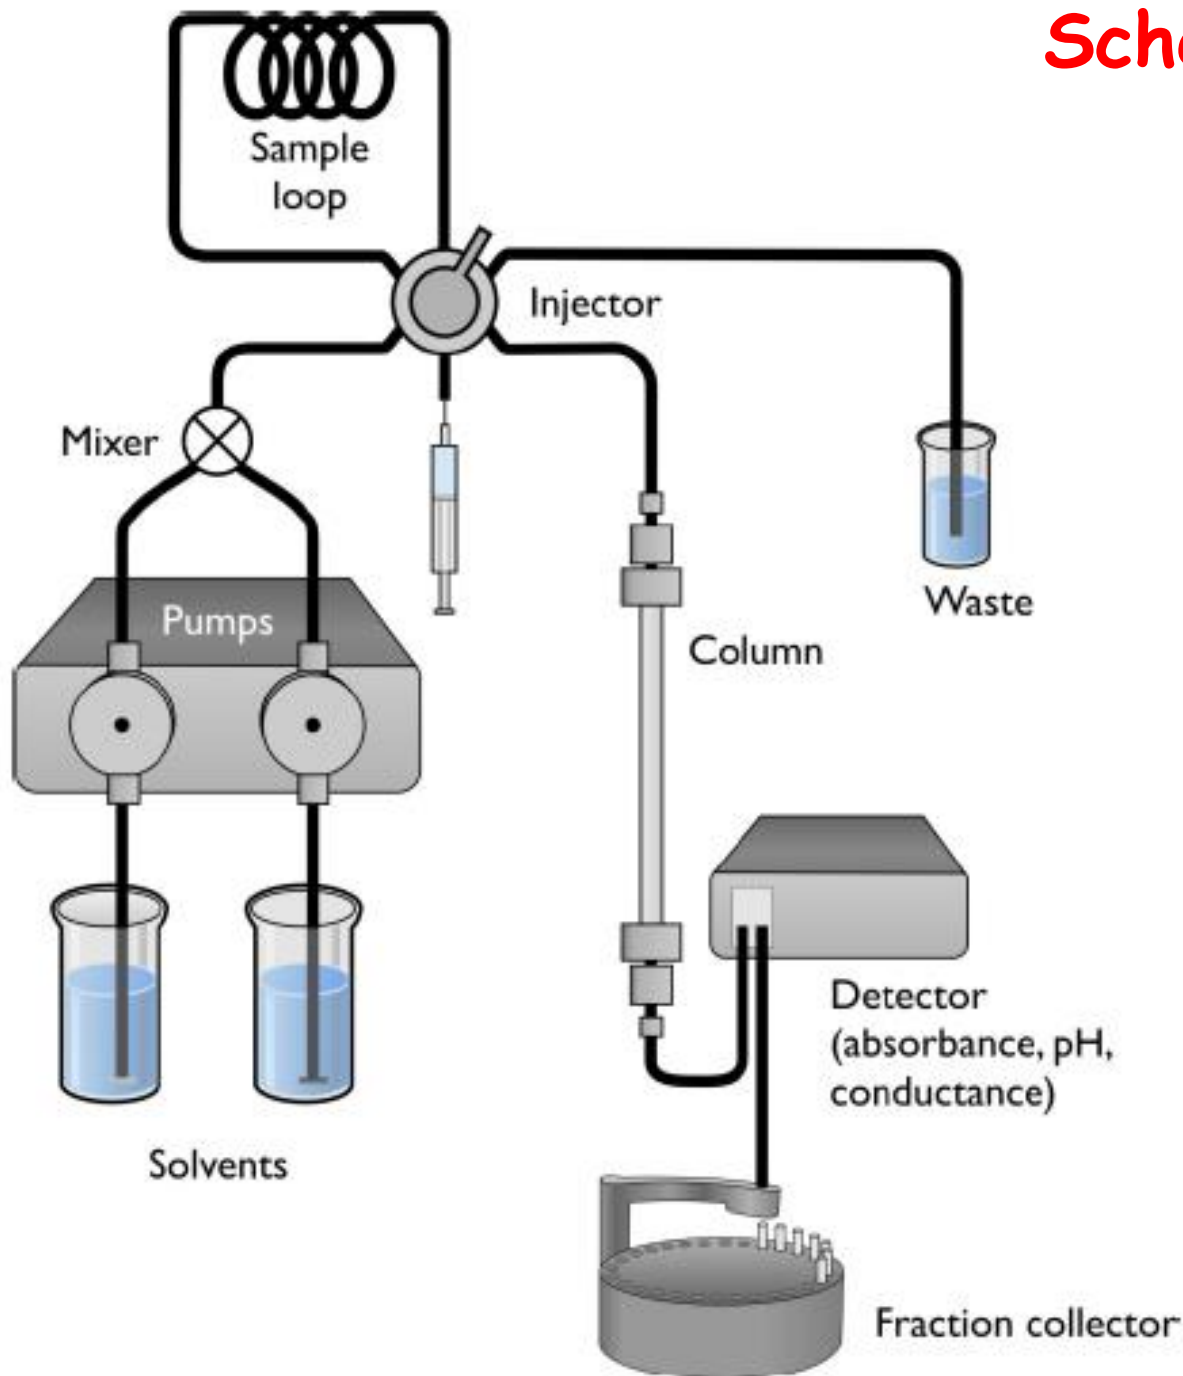 Sample
loop
Injector
Mixer
Waste
Pumps
Column
Detector
(absorbance, pH,
conductance)
Solvents
Fraction collector